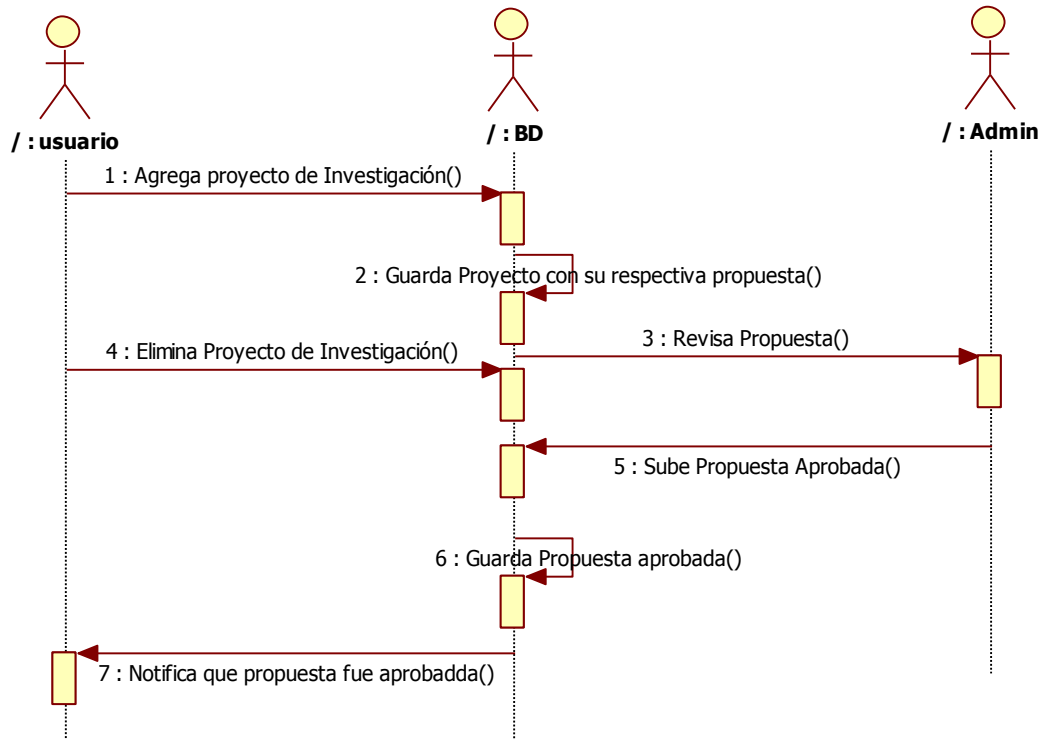 / : usuario
/ : BD
/ : Admin
1 : Agrega proyecto de Investigación()
2 : Guarda Proyecto con su respectiva propuesta()
3 : Revisa Propuesta()
4 : Elimina Proyecto de Investigación()
5 : Sube Propuesta Aprobada()
6 : Guarda Propuesta aprobada()
7 : Notifica que propuesta fue aprobadda()